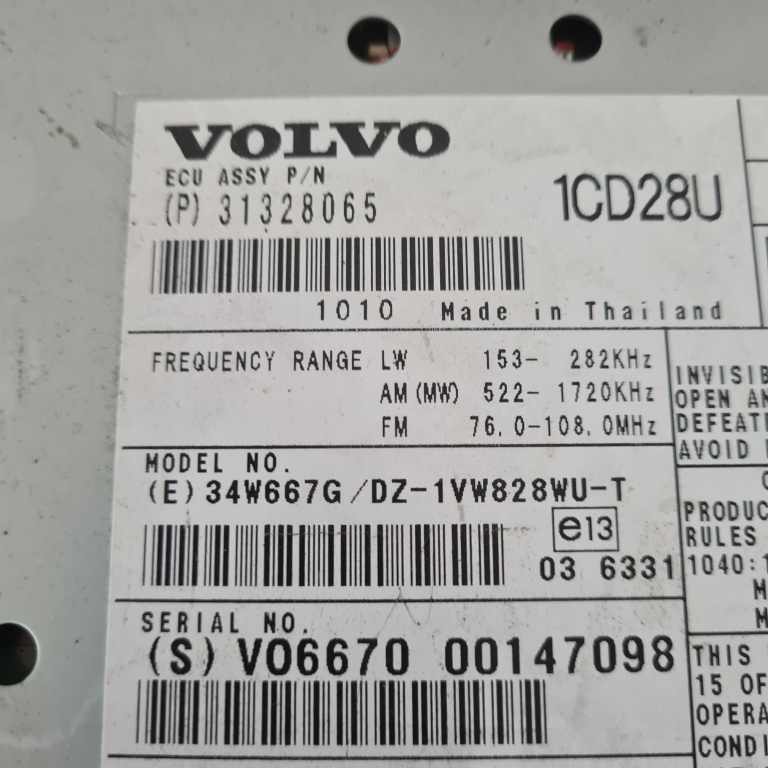 VOLVO
ECU ASSY P/N
(P) 31328065
1CD28U
1010 Made in Thailand
FREQUENCY RANGE LW 153- 282KHz
AM (MW) 522- 1720KHz
FM 76.0-108.0MHz
MODEL NO.
(E) 34W667G/DZ-1VW828WU-T
e13
03 6331
SERIAL NO.
(S) VO6670 00147098
INVISIB
OPEN AN
DEFEAT
AVOID
PRODUC
RULES
1040:1
M
M
THIS
15 OF
OPERA
CONDI